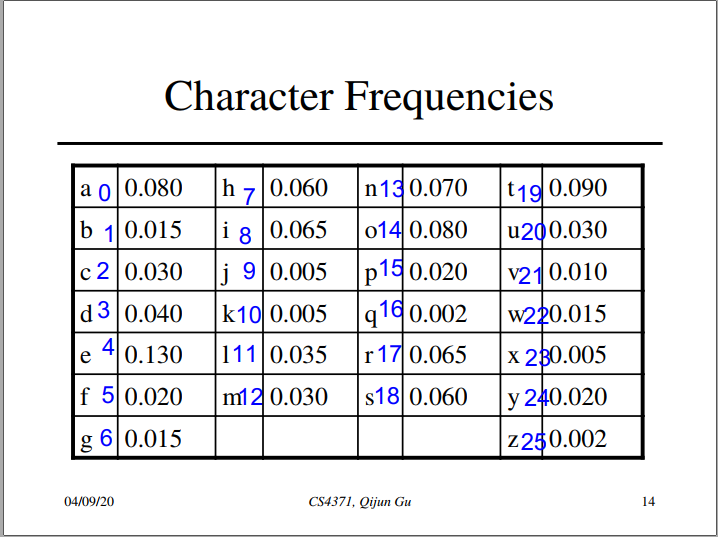 Character Frequencies
a 0 0.080 h 7 0.060 n 13 0.070 t 19 0.090
b 1 0.015 i 8 0.065 o 14 0.080 u 20 0.030
c 2 0.030 j 9 0.005 p 15 0.020 v 21 0.010
d 3 0.040 k 10 0.005 q 16 0.002 w 22 0.015
e 4 0.130 l 11 0.035 r 17 0.065 x 23 0.005
f 5 0.020 m 12 0.030 s 18 0.060 y 24 0.020
g 6 0.015 z 25 0.002
04/09/20 CS4371, Qijun Gu 14